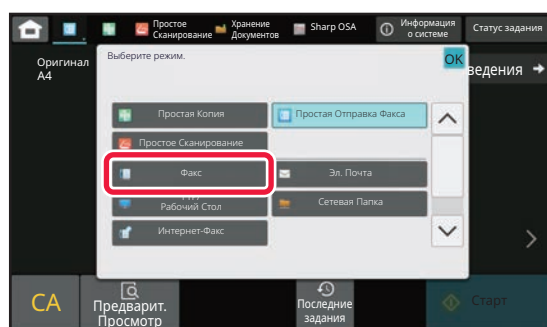 Простое
Сканирование
Хранение
Документов
Sharp OSA
Информация
о системе
Статус задания
Оригинал
A4
Выберите режим.
OK
ведения
Простая Копия
Простая Отправка Факса
Простое Сканирование
Факс
Эл. Почта
Рабочий Стол
Сетевая Папка
Интернет-Факс
CA
Предварит.
Просмотр
Последние
задания
Старт